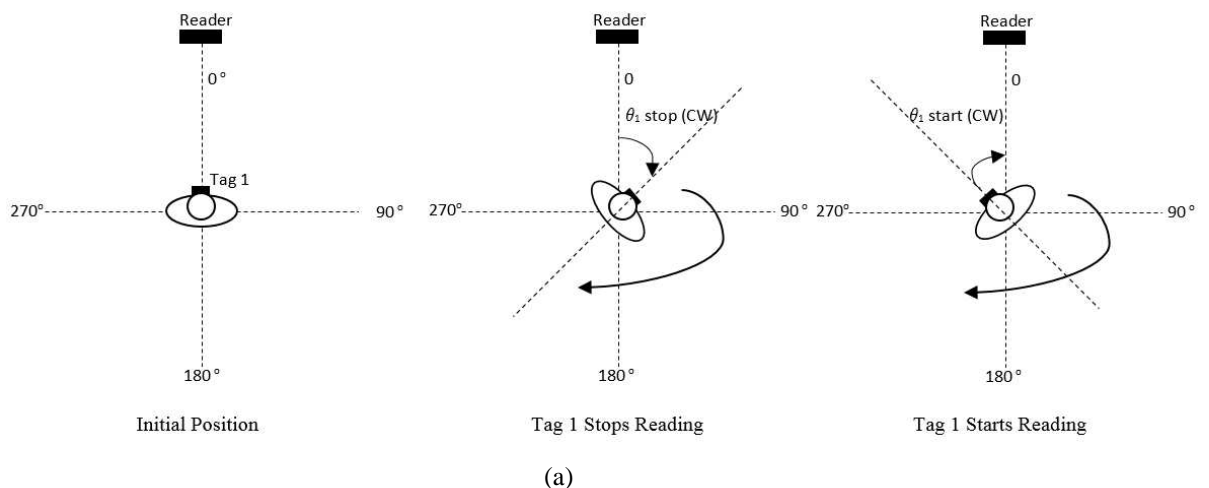 Reader
0°
Tag 1
270°
90°
180°
Initial Position
Reader
0
θ₁ stop (CW)
270°
90°
180°
Tag 1 Stops Reading
Reader
0
θ₁ start (CW)
270°
90°
180°
Tag 1 Starts Reading
(a)